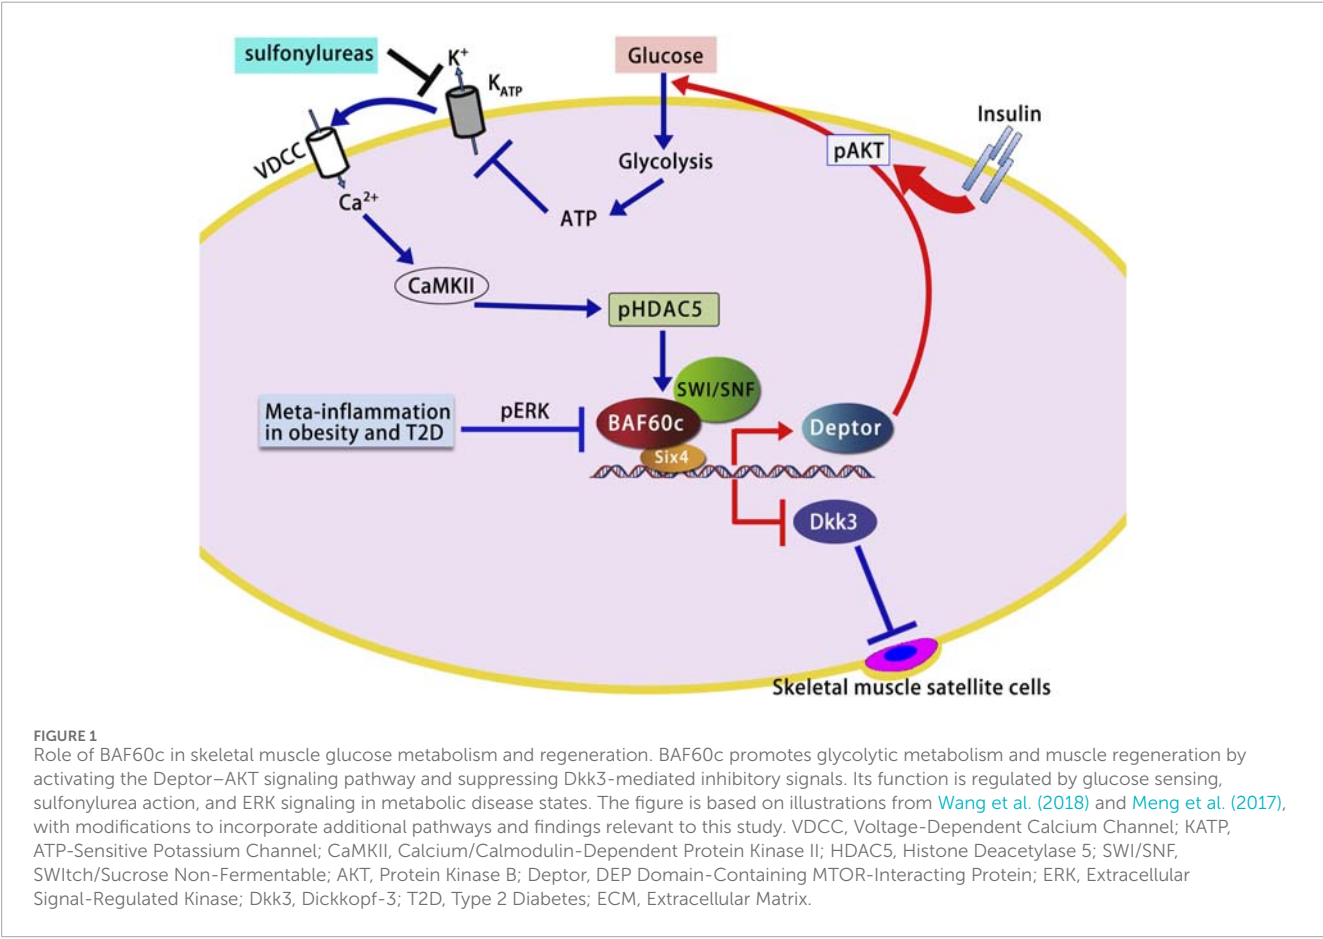 sulfonylureas
K+
KATP
Glucose
Insulin
VDCC
Glycolysis
pAKT
Ca2+
ATP
CaMKII
pHDAC5
SWI/SNF
Meta-inflammation
in obesity and T2D
pERK
BAF60c
Deptor
Six4
Dkk3
Skeletal muscle satellite cells
FIGURE 1
Role of BAF60c in skeletal muscle glucose metabolism and regeneration. BAF60c promotes glycolytic metabolism and muscle regeneration by
activating the Deptor–AKT signaling pathway and suppressing Dkk3-mediated inhibitory signals. Its function is regulated by glucose sensing,
sulfonylurea action, and ERK signaling in metabolic disease states. The figure is based on illustrations from Wang et al. (2018) and Meng et al. (2017),
with modifications to incorporate additional pathways and findings relevant to this study. VDCC, Voltage-Dependent Calcium Channel; KATP,
ATP-Sensitive Potassium Channel; CaMKII, Calcium/Calmodulin-Dependent Protein Kinase II; HDAC5, Histone Deacetylase 5; SWI/SNF,
SWItch/Sucrose Non-Fermentable; AKT, Protein Kinase B; Deptor, DEP Domain-Containing MTOR-Interacting Protein; ERK, Extracellular
Signal-Regulated Kinase; Dkk3, Dickkopf-3; T2D, Type 2 Diabetes; ECM, Extracellular Matrix.